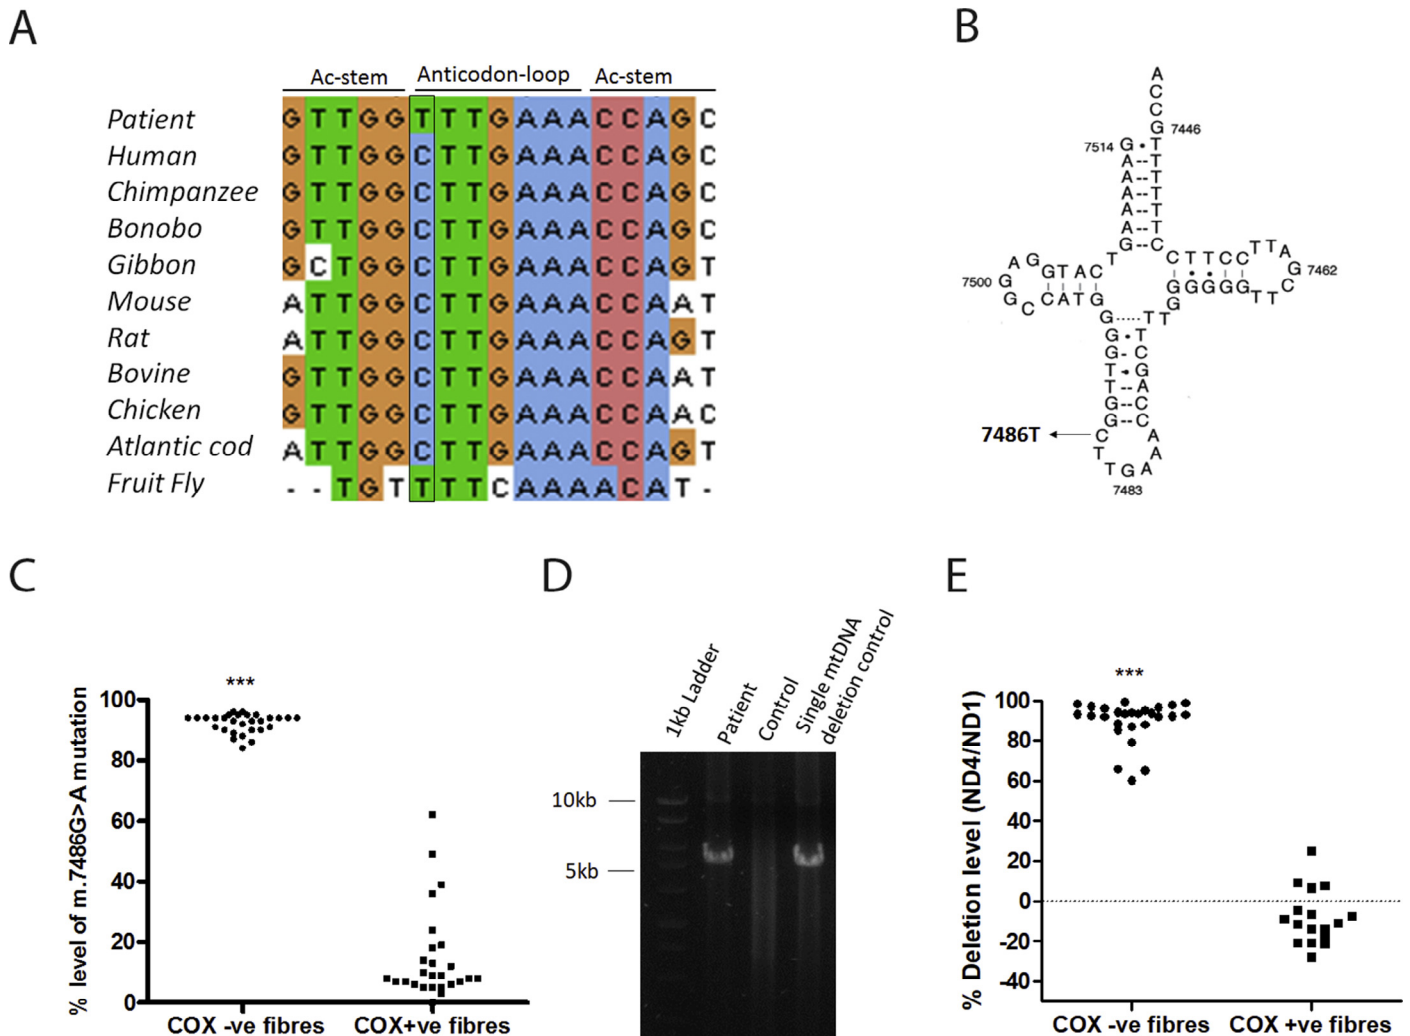 A
Ac-stem Anticodon-loop Ac-stem
Patient GTTGGTTTGAAACCAGC
Human GTTGGCTTGAAACCAGC
Chimpanzee GTTGGCTTGAAACCAGC
Bonobo GTTGGCTTGAAACCAGC
Gibbon GCTGGCTTGAAACCAGT
Mouse ATTGGCTTGAAACCAAT
Rat ATTGGCTTGAAACCAGT
Bovine GTTGGCTTGAAACCAAT
Chicken GTTGGCTTGAAACCAAC
Atlantic cod ATTGGCTTGAAACCAGT
Fruit Fly --TGTTTTCAAAACAT-
B
A
C
C
G 7446
7514 G • T
A -- T
A -- T
A -- T
A -- T
A -- T
G -- C
T
7500 G A G G T A C
G C C A T G
C T T C C T T A G 7462
G G G G G T T C
G
T T
G T
G • C
G G
T A
T C
G C
G A
7486T C A
T T G A
7483
C
% level of m.7486G>A mutation
100
80
60
40
20
0
***
COX -ve fibres COX+ve fibres
D
1kb Ladder
Patient
Control
Single mtDNA
deletion control
10kb
5kb
E
% Deletion level (ND4/ND1)
100
80
60
40
20
0
-20
-40
***
COX -ve fibres COX +ve fibres